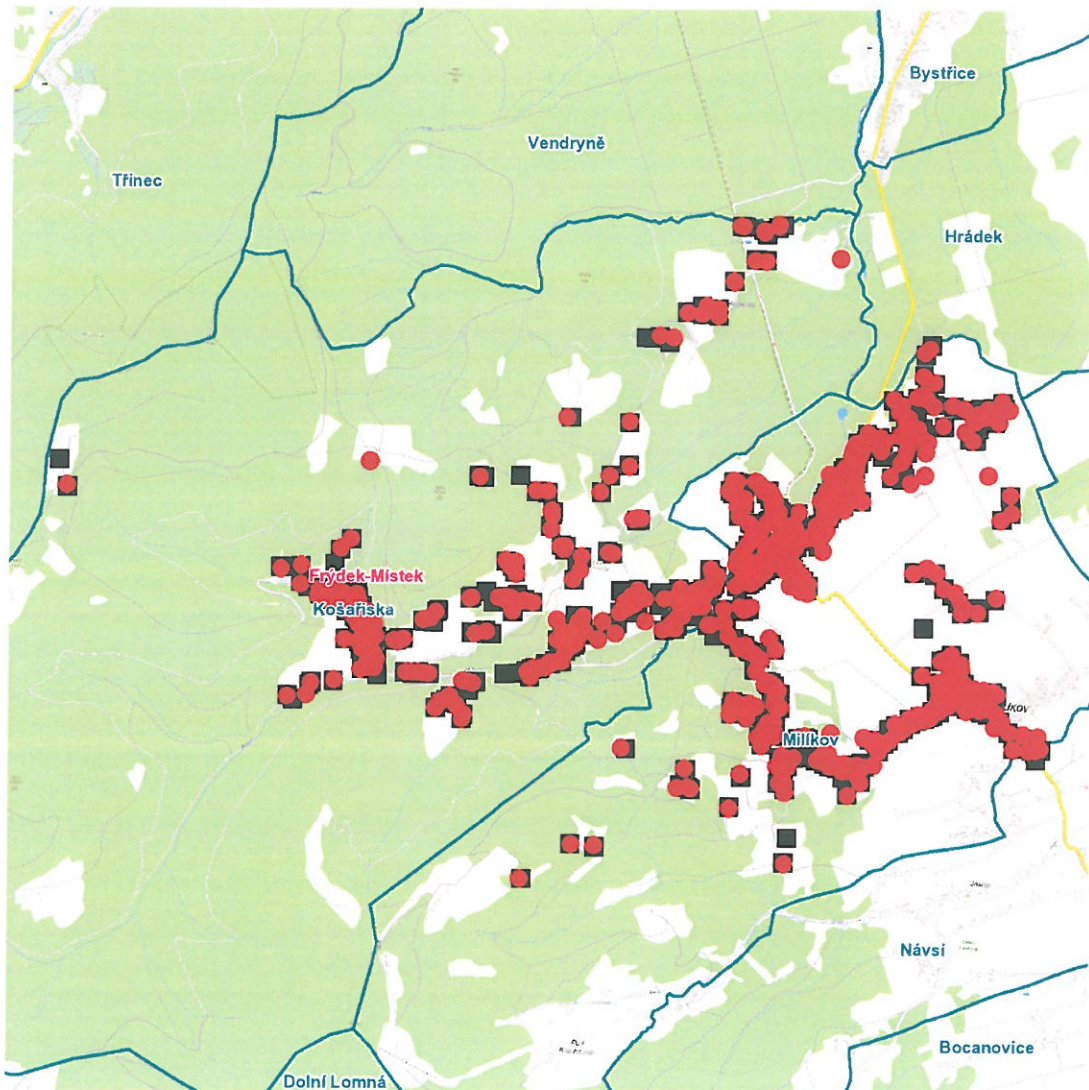 Bystřice
Vendryně
Třinec
Hrádek
Frýdek-Místek
Košařiska
Milíkov
Návsí
Bocanovice
Dolní Lomná